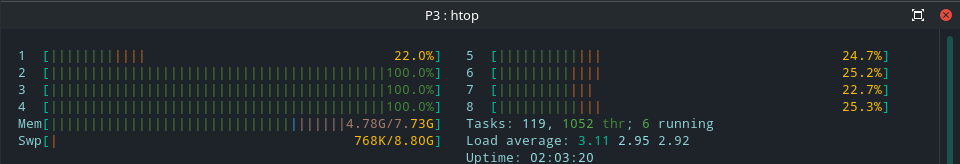 P3 : htop
1 [||||||||||||| 22.0%] 5 [|||||||||||||| 24.7%]
2 [||||||||||||||||||||||||||||||||||||||||||100.0%] 6 [|||||||||||||| 25.2%]
3 [||||||||||||||||||||||||||||||||||||||||||100.0%] 7 [||||||||||||| 22.7%]
4 [||||||||||||||||||||||||||||||||||||||||||100.0%] 8 [|||||||||||||| 25.3%]
Mem[|||||||||||||||||||||||||||||||||||||4.78G/7.73G] Tasks: 119, 1052 thr; 6 running
Swp[| 768K/8.80G] Load average: 3.11 2.95 2.92
Uptime: 02:03:20